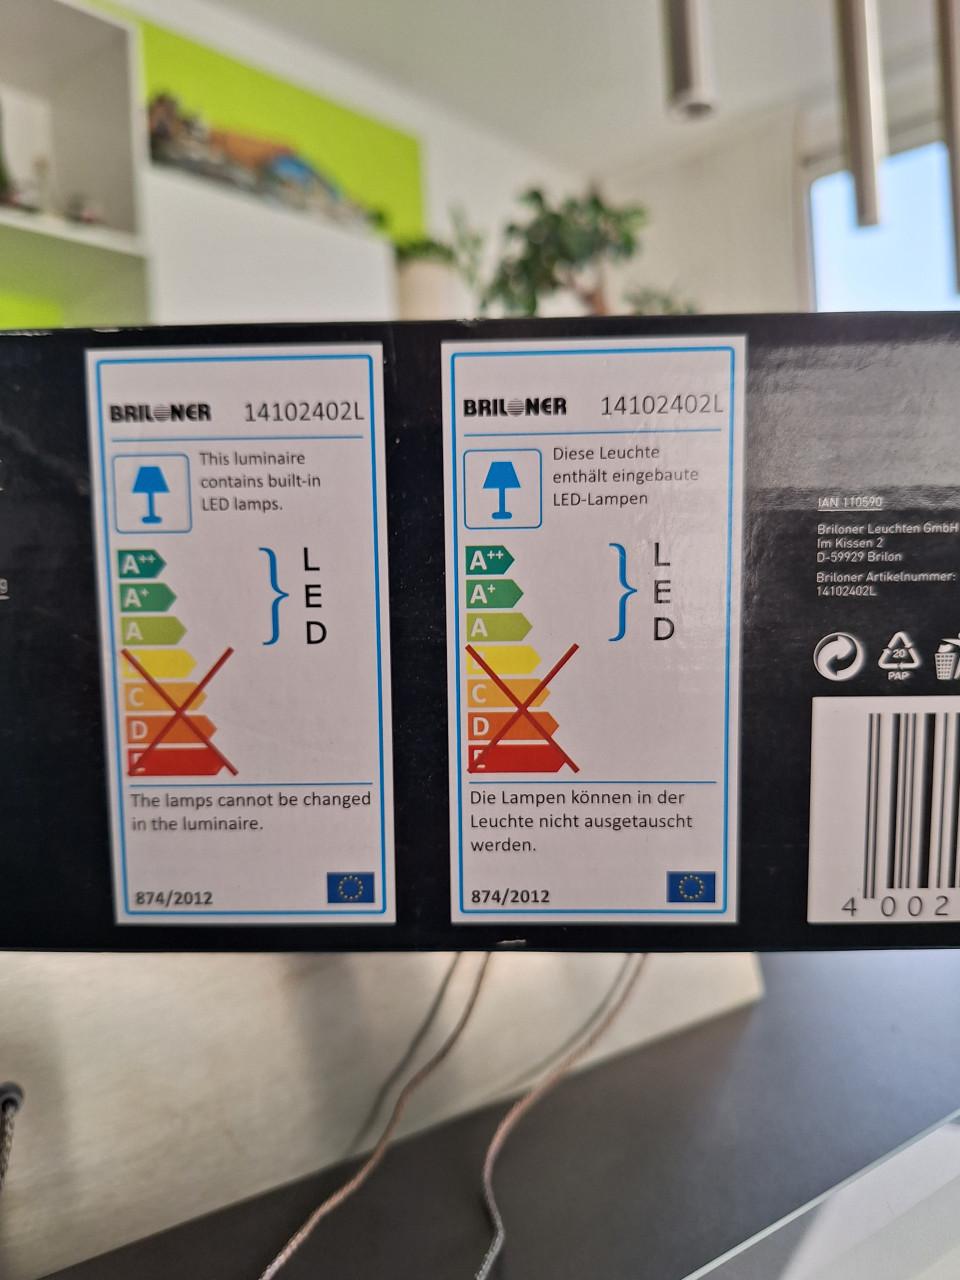 BRILONER 14102402L
This luminaire
contains built-in
LED lamps.
A++
A+
A
C
D
L
E
D
The lamps cannot be changed
in the luminaire.
874/2012
BRILONER 14102402L
Diese Leuchte
enthält eingebaute
LED-Lampen
A++
A+
A
C
D
L
E
D
Die Lampen können in der
Leuchte nicht ausgetauscht
werden.
874/2012
IAN 110590
Briloner Leuchten GmbH
Im Kissen 2
D-59929 Brilon
Briloner Artikelnummer:
14102402L
20
PAP
4 002